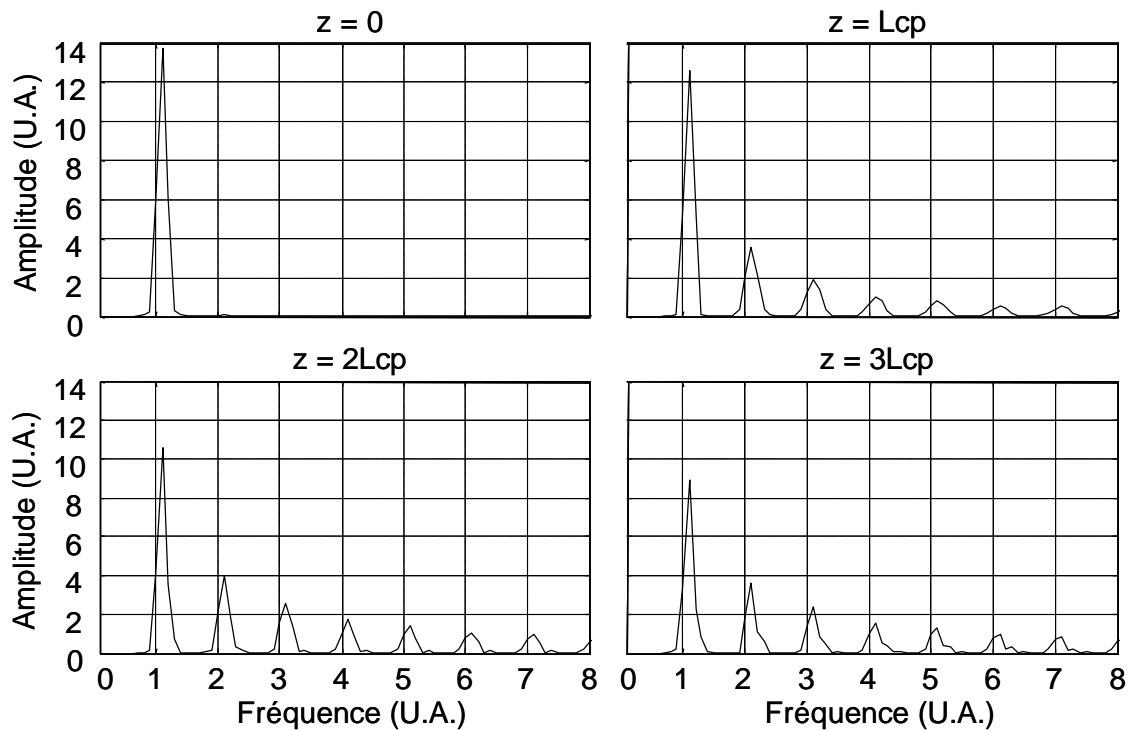 z = 0
z = Lcp
Amplitude (U.A.)
14
12
10
8
6
4
2
0
z = 2Lcp
z = 3Lcp
Amplitude (U.A.)
14
12
10
8
6
4
2
0
0 1 2 3 4 5 6 7 8
0 1 2 3 4 5 6 7 8
Fréquence (U.A.)
Fréquence (U.A.)